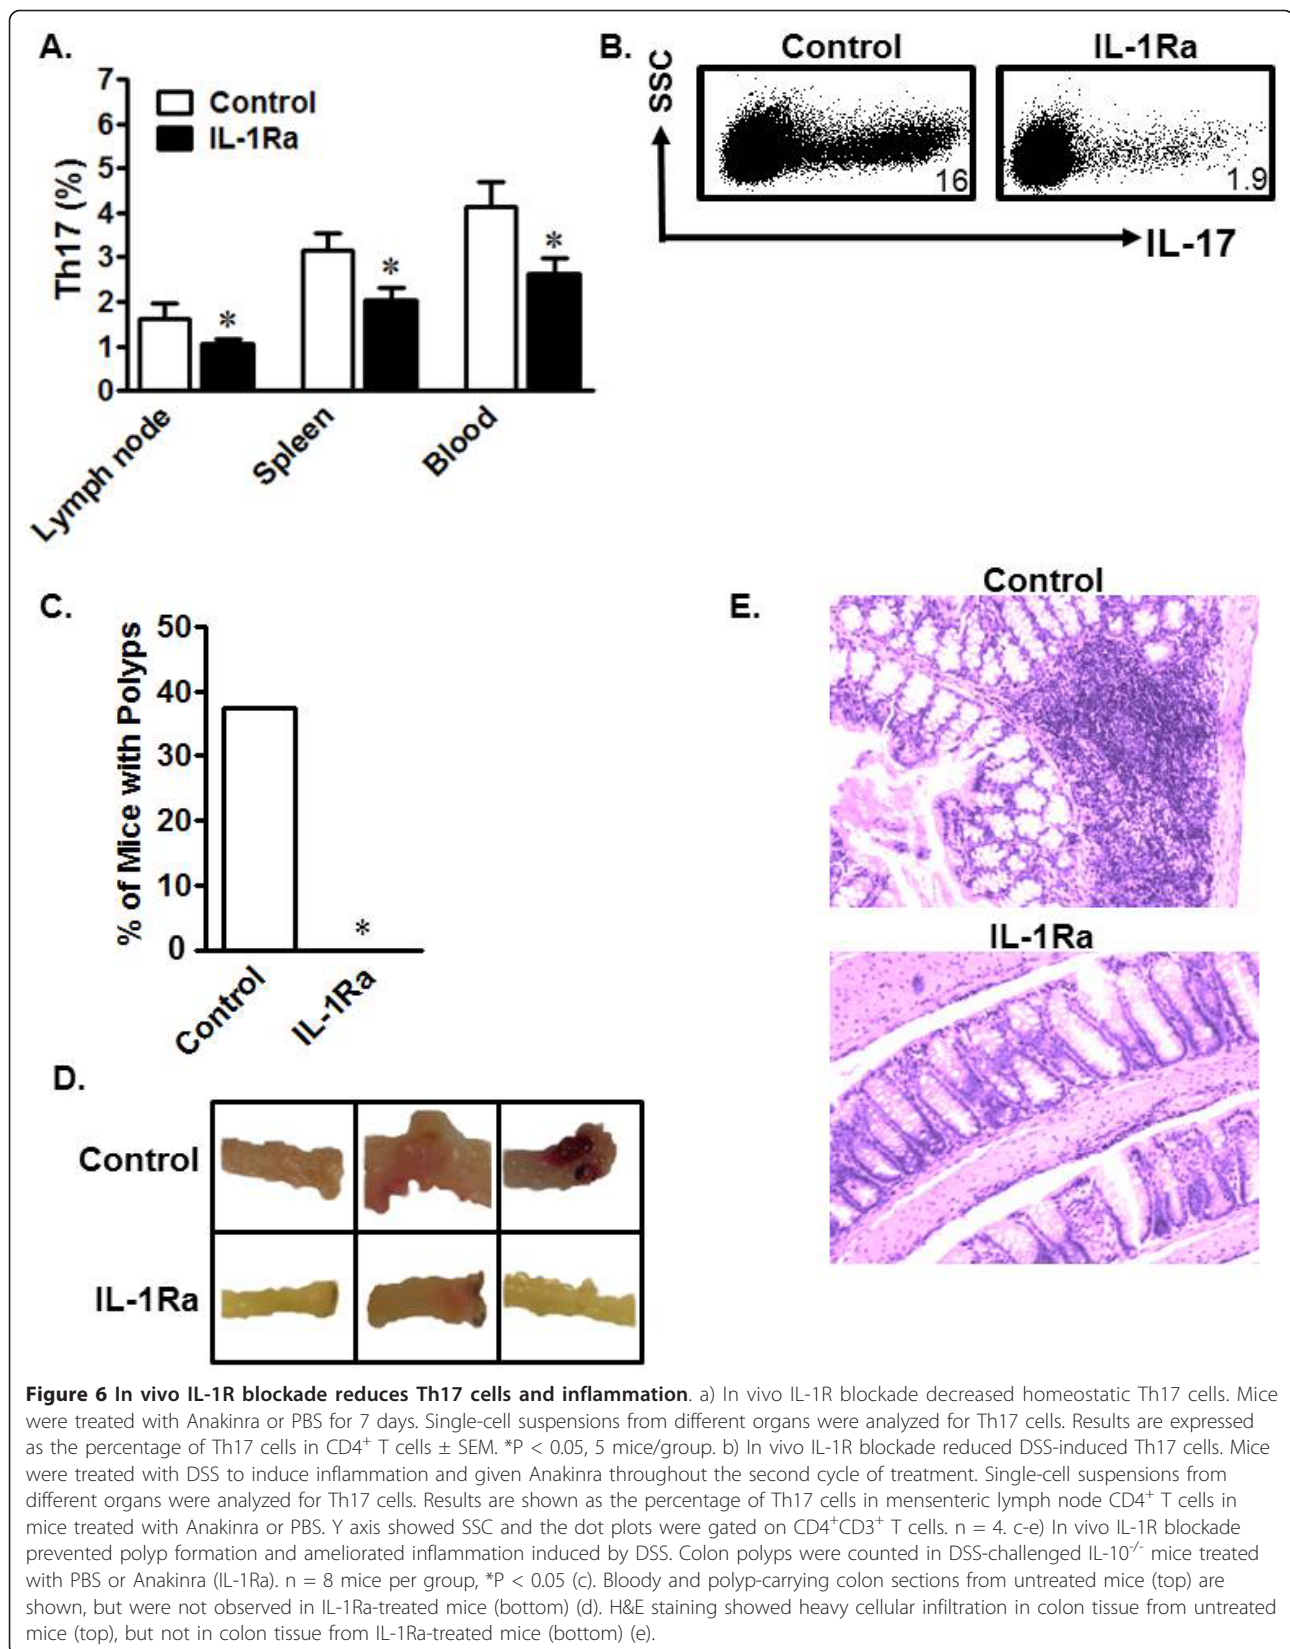 A.
7
6
5
4
3
2
1
0
Th17 (%)
Control
IL-1Ra
*
*
*
Lymph node
Spleen
Blood
B.
Control
IL-1Ra
SSC
16
1.9
IL-17
C.
50
40
30
20
10
0
% of Mice with Polyps
*
Control
IL-1Ra
D.
Control
IL-1Ra
E.
Control
IL-1Ra
Figure 6 In vivo IL-1R blockade reduces Th17 cells and inflammation. a) In vivo IL-1R blockade decreased homeostatic Th17 cells. Mice
were treated with Anakinra or PBS for 7 days. Single-cell suspensions from different organs were analyzed for Th17 cells. Results are expressed
as the percentage of Th17 cells in CD4⁺ T cells ± SEM. *P < 0.05, 5 mice/group. b) In vivo IL-1R blockade reduced DSS-induced Th17 cells. Mice
were treated with DSS to induce inflammation and given Anakinra throughout the second cycle of treatment. Single-cell suspensions from
different organs were analyzed for Th17 cells. Results are shown as the percentage of Th17 cells in mensenteric lymph node CD4⁺ T cells in
mice treated with Anakinra or PBS. Y axis showed SSC and the dot plots were gated on CD4⁺CD3⁺ T cells. n = 4. c-e) In vivo IL-1R blockade
prevented polyp formation and ameliorated inflammation induced by DSS. Colon polyps were counted in DSS-challenged IL-10⁻/⁻ mice treated
with PBS or Anakinra (IL-1Ra). n = 8 mice per group, *P < 0.05 (c). Bloody and polyp-carrying colon sections from untreated mice (top) are
shown, but were not observed in IL-1Ra-treated mice (bottom) (d). H&E staining showed heavy cellular infiltration in colon tissue from untreated
mice (top), but not in colon tissue from IL-1Ra-treated mice (bottom) (e).